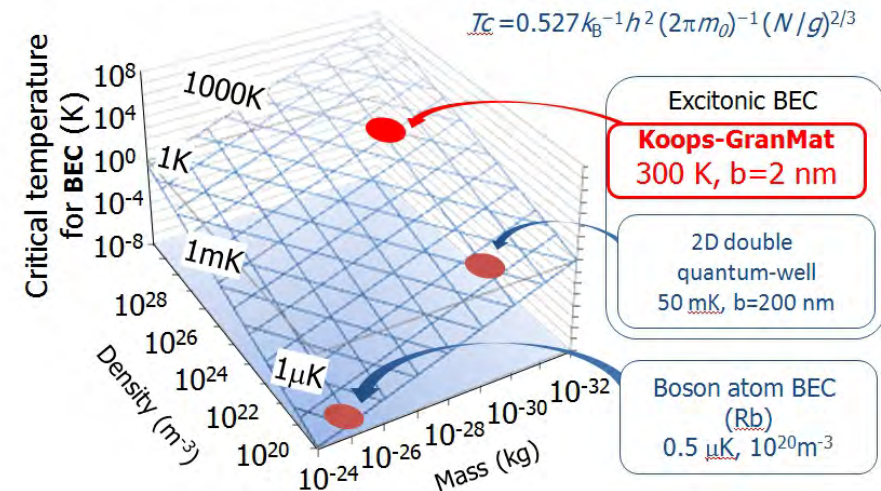 Tc = 0.527 k_B⁻¹ h² (2πm₀)⁻¹ (N/g)^2/3
Critical temperature
for BEC (K)
10⁸
10⁴
10⁰
10⁻⁴
10⁻⁸
1000K
1K
1mK
1μK
10²⁸
10²⁶
10²⁴
10²²
10²⁰
Density (m⁻³)
10⁻²⁴
10⁻²⁶
10⁻²⁸
10⁻³⁰
10⁻³²
Mass (kg)
Excitonic BEC
Koops-GranMat
300 K, b=2 nm
2D double
quantum-well
50 mK, b=200 nm
Boson atom BEC
(Rb)
0.5 μK, 10²⁰m⁻³